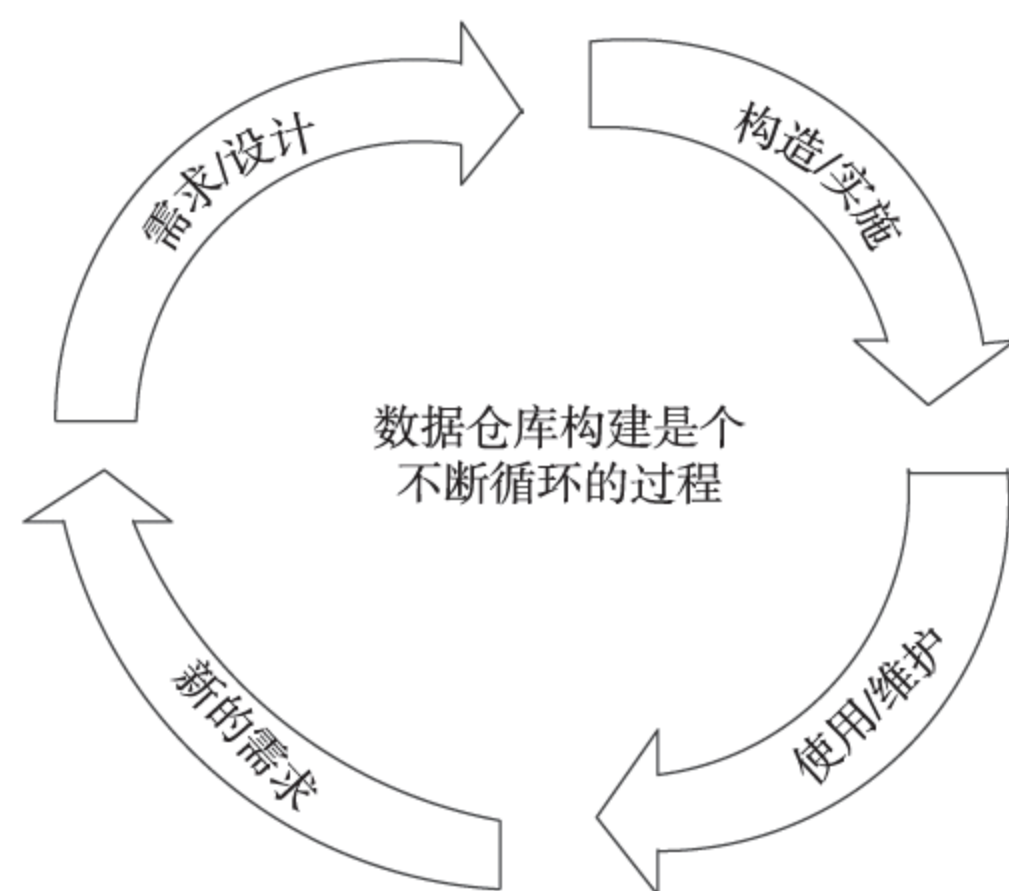 需求/设计
构造/实施
数据仓库构建是个
不断循环的过程
使用/维护
新的需求